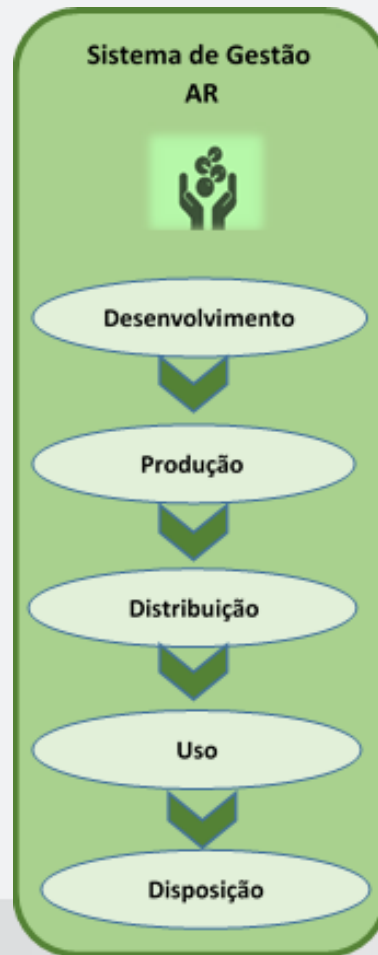 Sistema de Gestão
AR
Desenvolvimento
Produção
Distribuição
Uso
Disposição